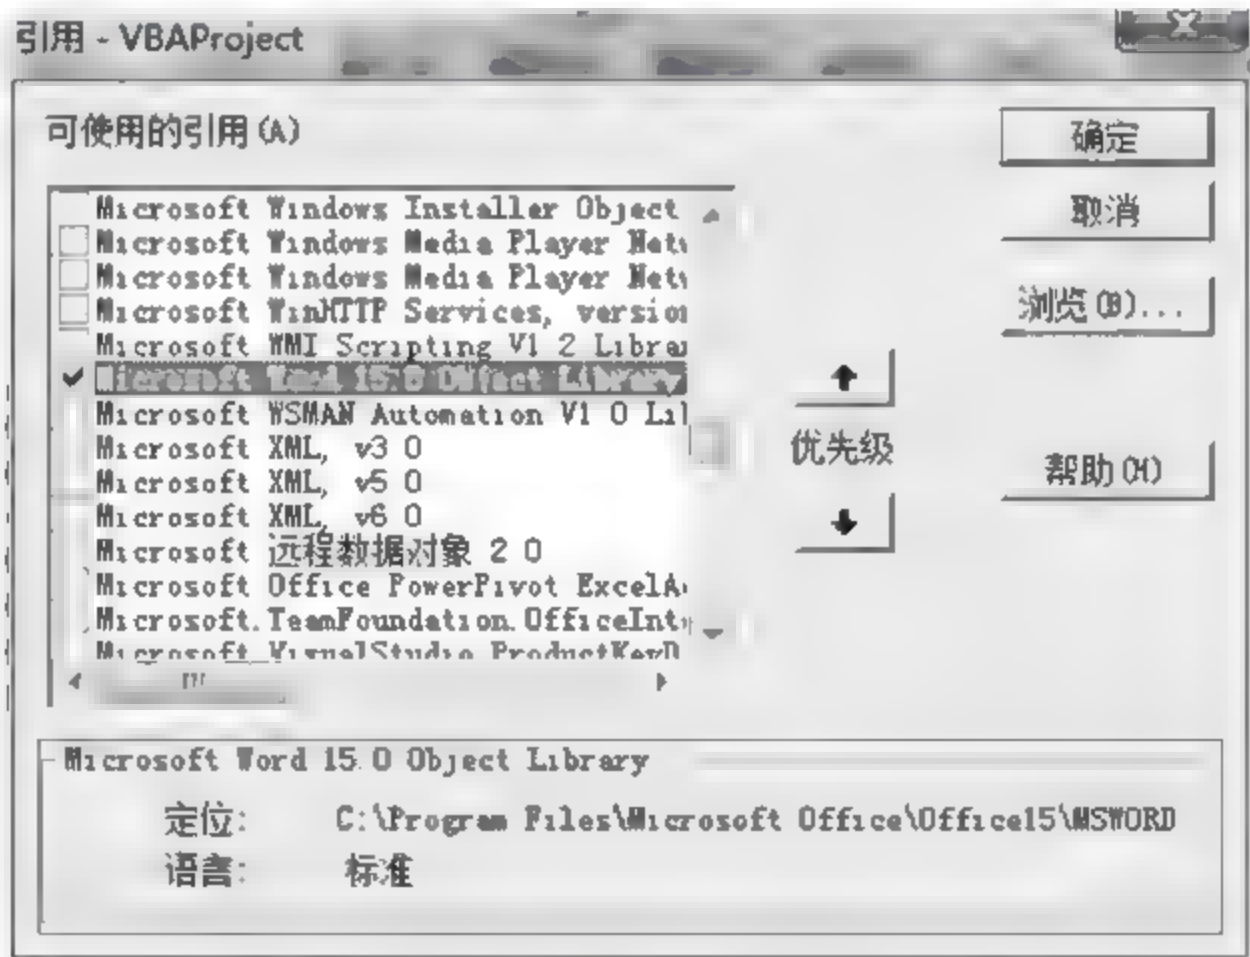 引用 - VBAProject
可使用的引用(A)
确定
Microsoft Windows Installer Object
取消
Microsoft Windows Media Player Netw
Microsoft Windows Media Player Netw
浏览(B)...
Microsoft WinHTTP Services, version
Microsoft WMI Scripting V1 2 Librar
Microsoft Word 15.0 Object Library
Microsoft WSMAN Automation V1 0 Lib
优先级
Microsoft XML, v3 0
帮助(H)
Microsoft XML, v5 0
Microsoft XML, v6 0
Microsoft 远程数据对象 2 0
Microsoft Office PowerPivot ExcelA
Microsoft.TeamFoundation.OfficeInt
Microsoft VisualStudio ProductKeyD
Microsoft Word 15.0 Object Library
定位: C:\Program Files\Microsoft Office\Office15\MSWORD
语言: 标准